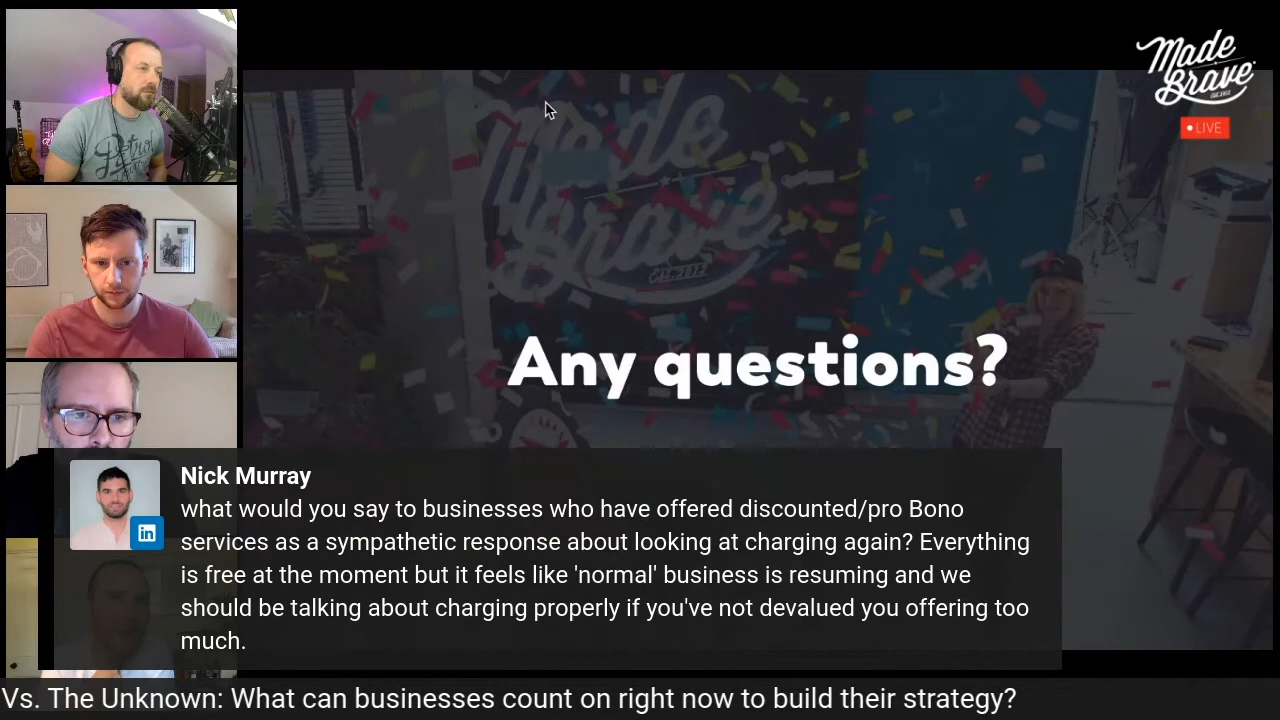 Made
Brave
LIVE
Made
Brave
Any questions?
Nick Murray
in
what would you say to businesses who have offered discounted/pro Bono
services as a sympathetic response about looking at charging again? Everything
is free at the moment but it feels like 'normal' business is resuming and we
should be talking about charging properly if you've not devalued you offering too
much.
Vs. The Unknown: What can businesses count on right now to build their strategy?